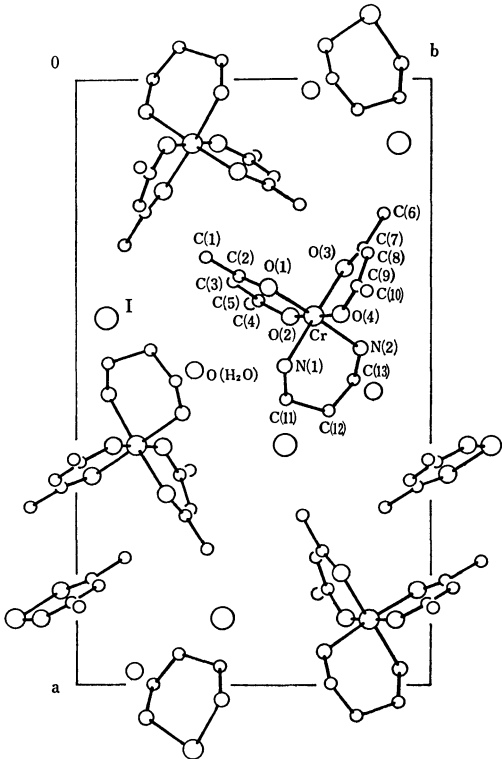 0
b
C(6)
C(7)
C(1)
O(3)
C(8)
C(2)
O(1)
C(9)
C(3)
C(10)
C(5)
I
C(4)
O(2)
Cr
O(4)
N(2)
O(H₂O)
N(1)
C(13)
C(11)
C(12)
a